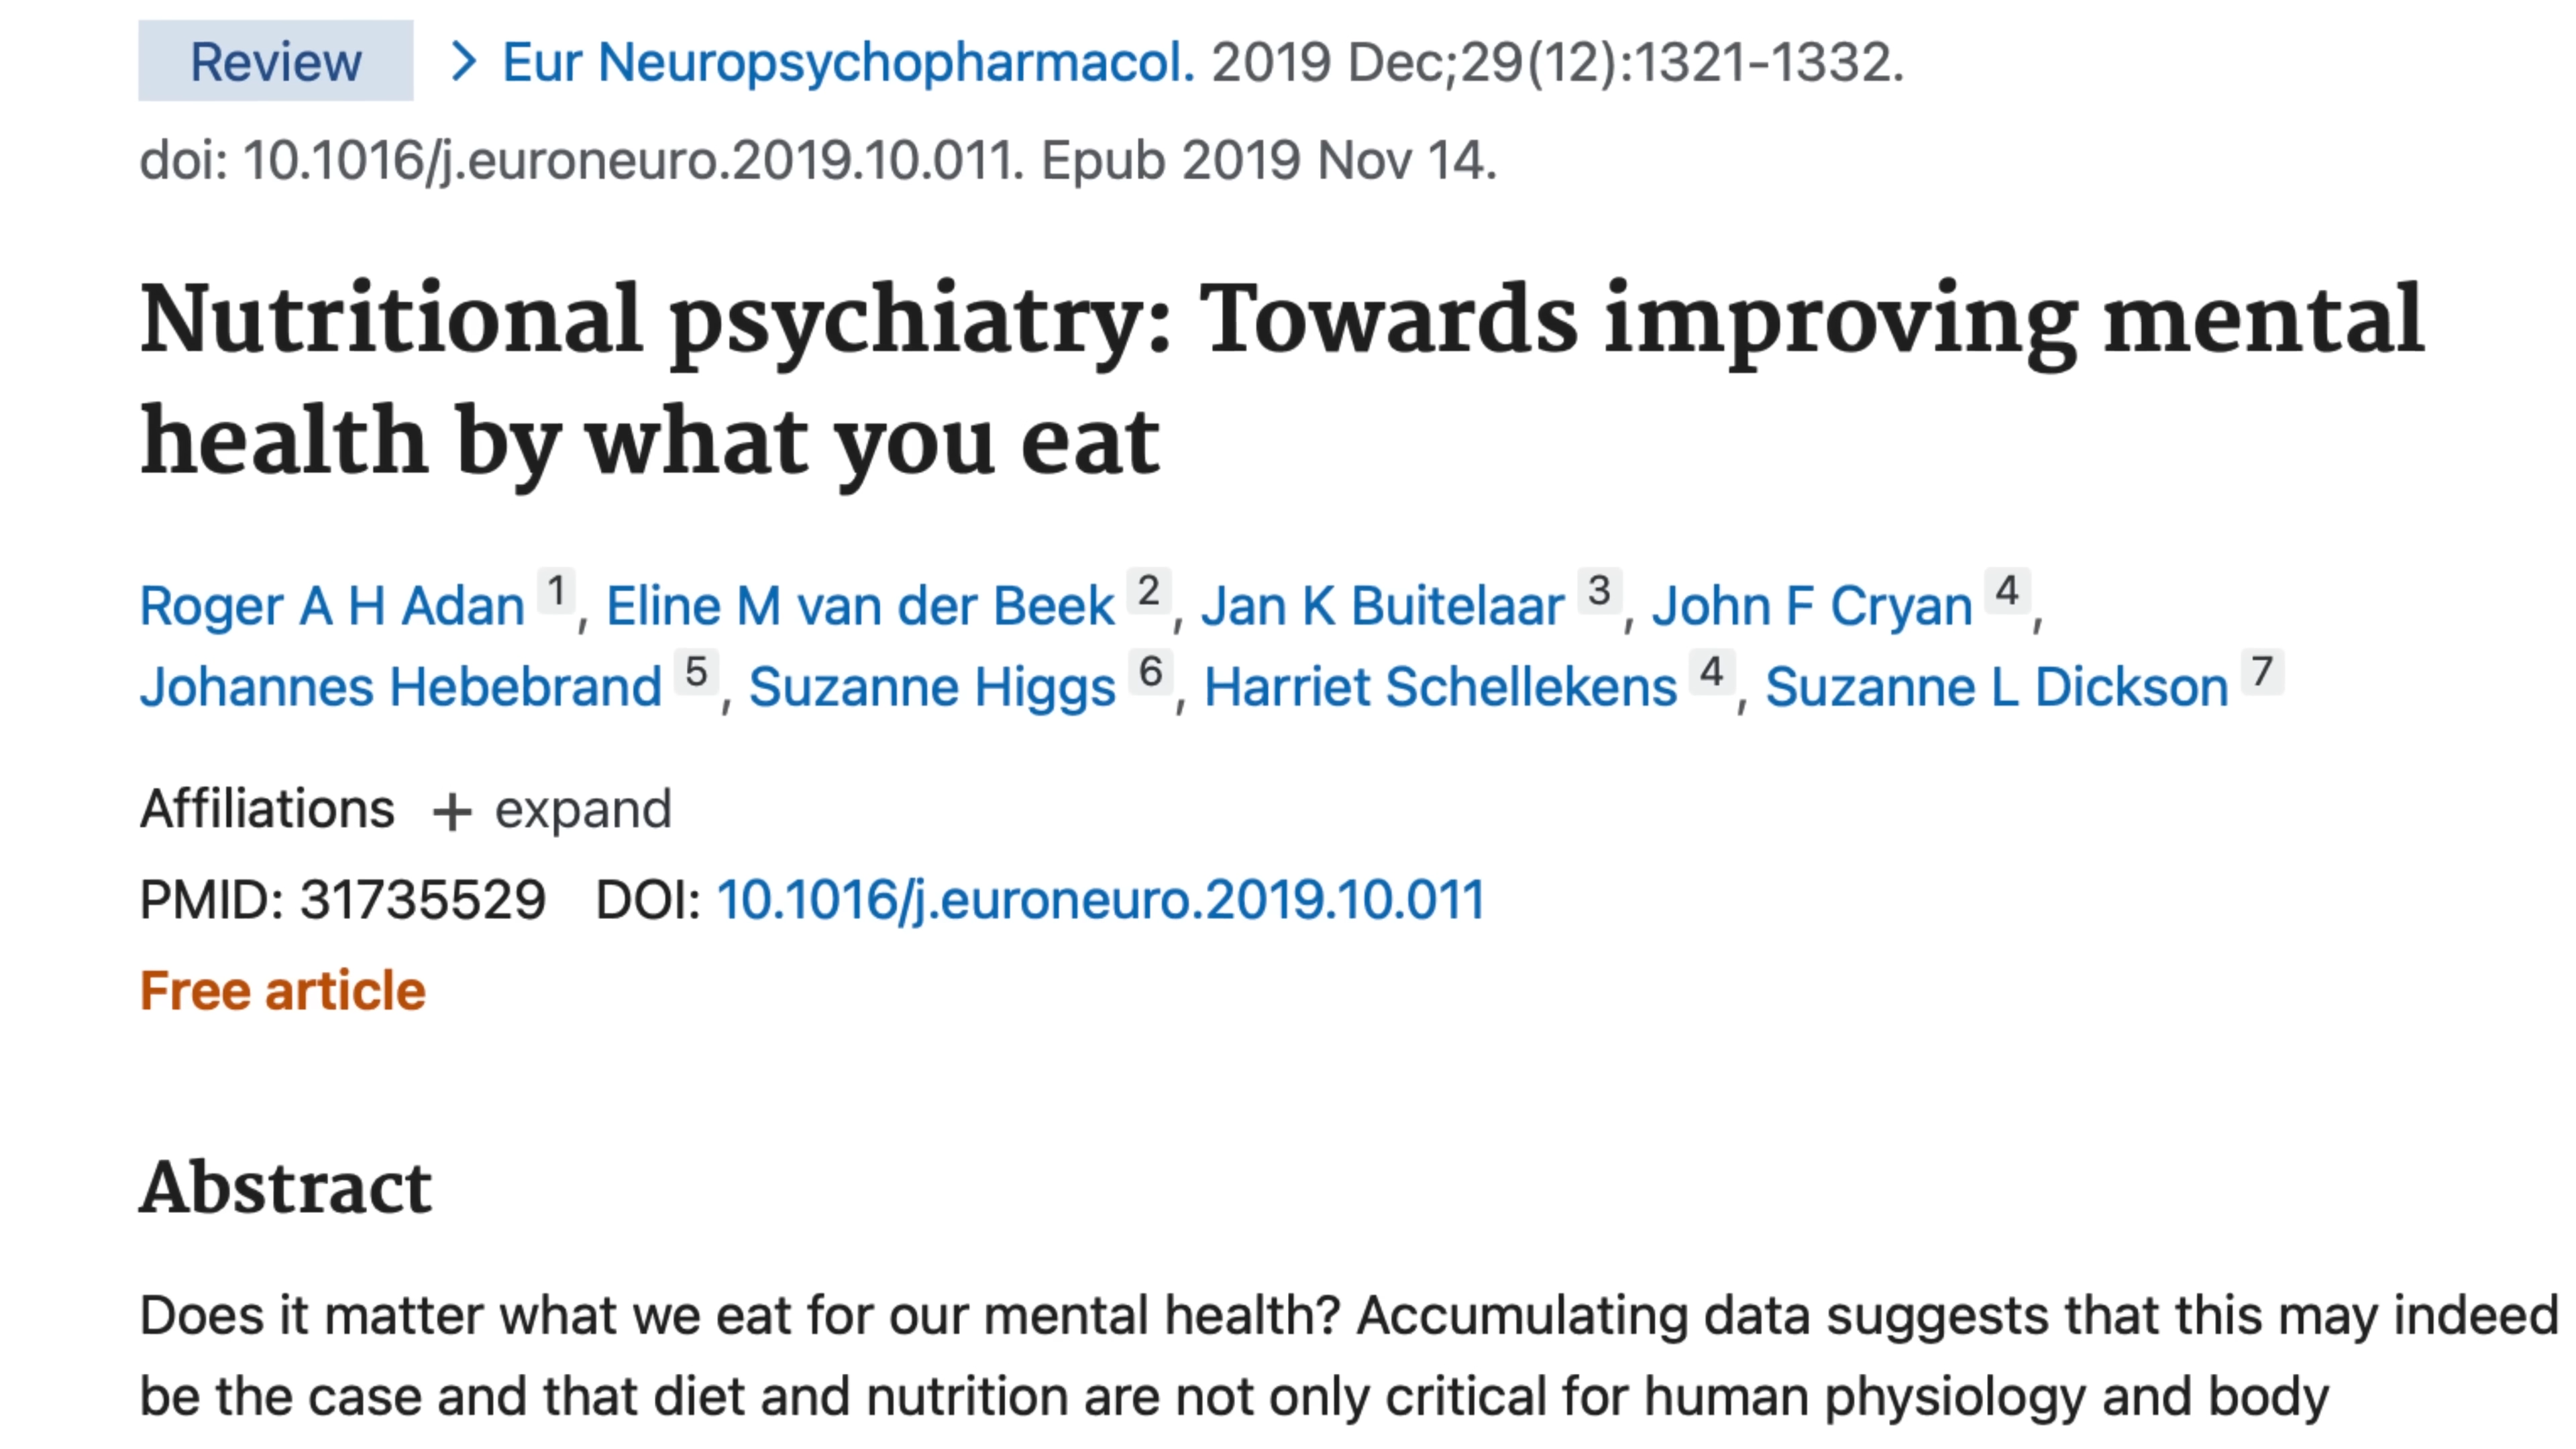 Review > Eur Neuropsychopharmacol. 2019 Dec;29(12):1321-1332.
doi: 10.1016/j.euroneuro.2019.10.011. Epub 2019 Nov 14.
Nutritional psychiatry: Towards improving mental
health by what you eat
Roger A H Adan 1, Eline M van der Beek 2, Jan K Buitelaar 3, John F Cryan 4,
Johannes Hebebrand 5, Suzanne Higgs 6, Harriet Schellekens 4, Suzanne L Dickson 7
Affiliations + expand
PMID: 31735529 DOI: 10.1016/j.euroneuro.2019.10.011
Free article
Abstract
Does it matter what we eat for our mental health? Accumulating data suggests that this may indeed
be the case and that diet and nutrition are not only critical for human physiology and body